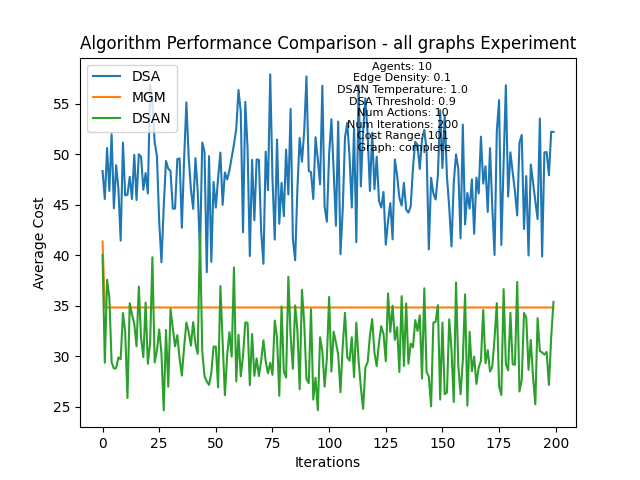 Algorithm Performance Comparison - all graphs Experiment
DSA
MGM
DSAN
Agents: 10
Edge Density: 0.1
DSAN Temperature: 1.0
DSA Threshold: 0.9
Num Actions: 10
Num Iterations: 200
Cost Range: 101
Graph: complete
55
50
45
40
35
30
25
Average Cost
0
25
50
75
100
125
150
175
200
Iterations